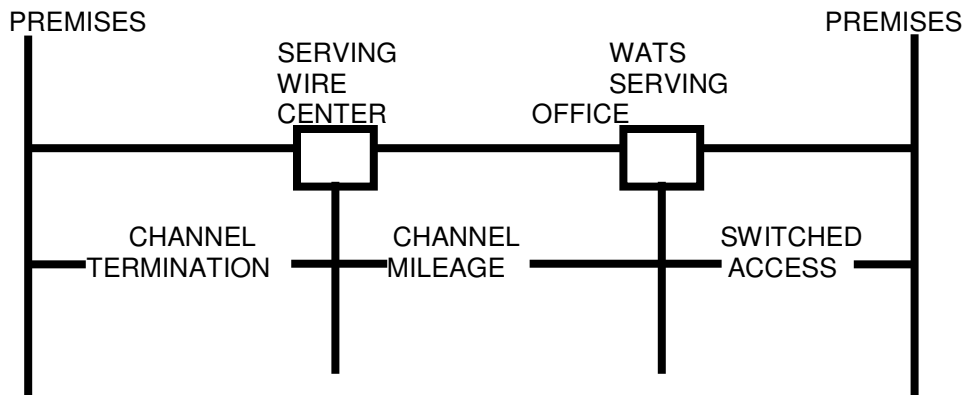 PREMISES
PREMISES
SERVING
WIRE
CENTER
WATS
SERVING
OFFICE
CHANNEL
TERMINATION
CHANNEL
MILEAGE
SWITCHED
ACCESS